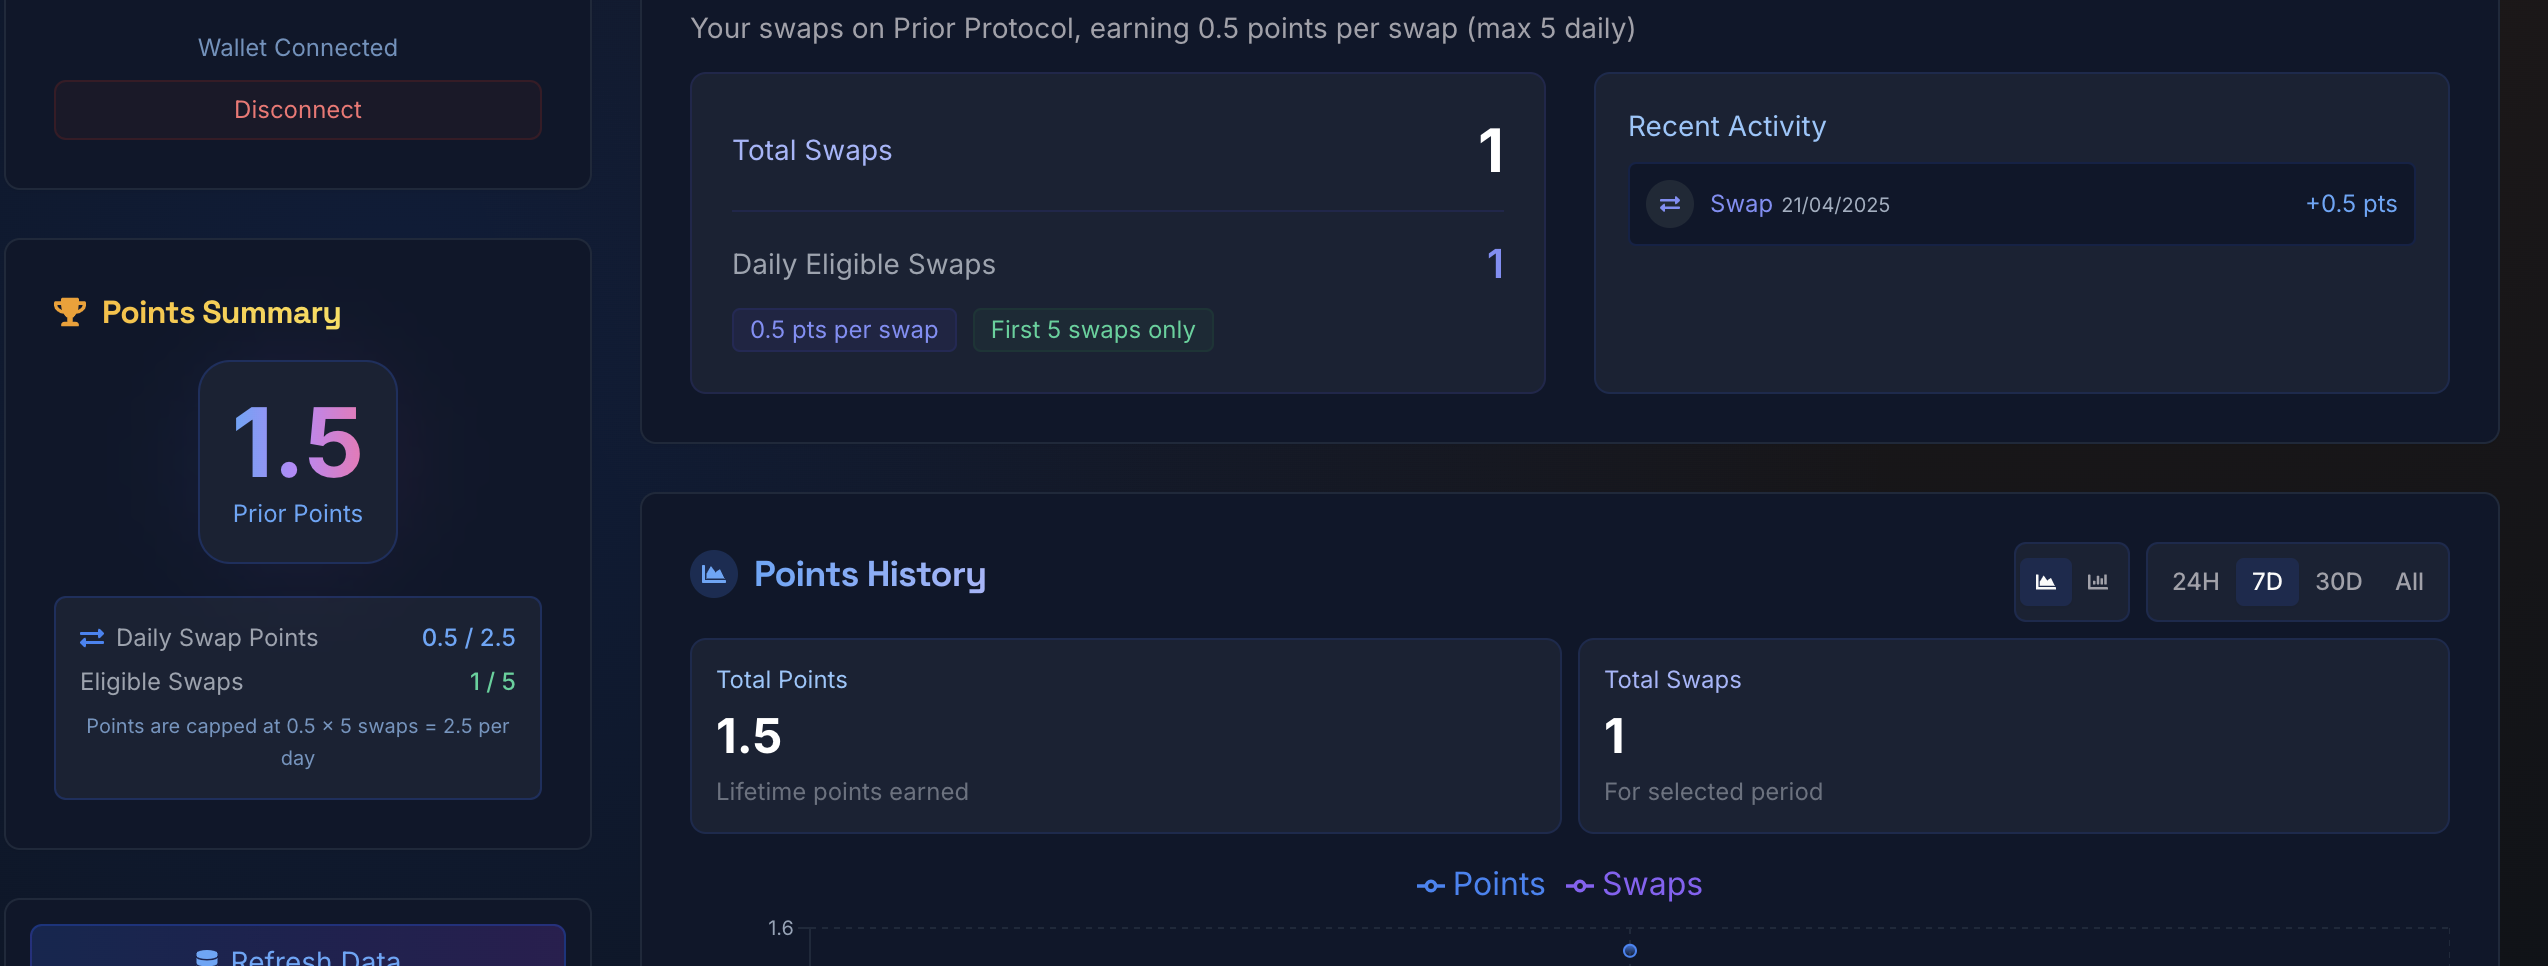 Wallet Connected
Disconnect
Points Summary
1.5
Prior Points
Daily Swap Points 0.5 / 2.5
Eligible Swaps 1 / 5
Points are capped at 0.5 × 5 swaps = 2.5 per
day
Refresh Data
Your swaps on Prior Protocol, earning 0.5 points per swap (max 5 daily)
Total Swaps 1
Daily Eligible Swaps 1
0.5 pts per swap First 5 swaps only
Recent Activity
Swap 21/04/2025 +0.5 pts
Points History
24H 7D 30D All
Total Points
1.5
Lifetime points earned
Total Swaps
1
For selected period
Points Swaps
1.6